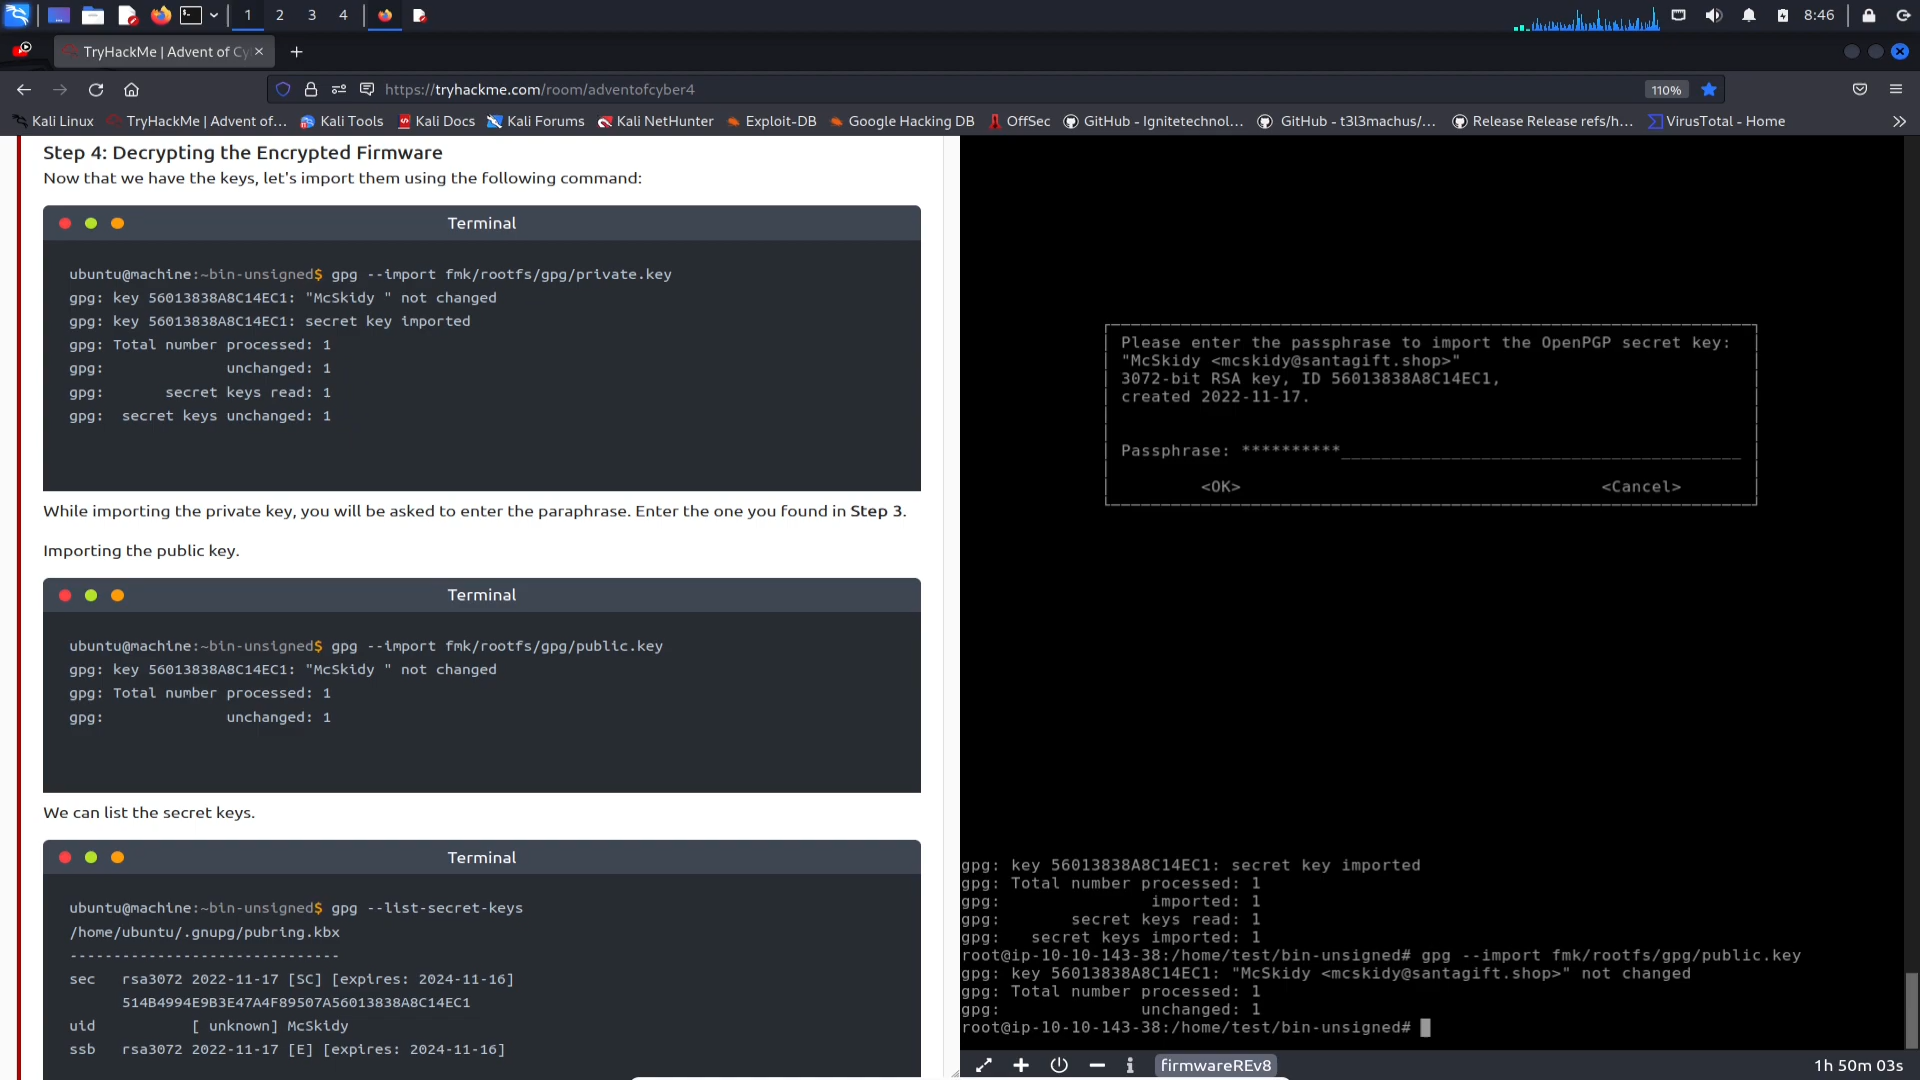 1
2
3
4
8:46
TryHackMe | Advent of Cy
https://tryhackme.com/room/adventofcyber4
110%
Kali Linux
TryHackMe | Advent of...
Kali Tools
Kali Docs
Kali Forums
Kali NetHunter
Exploit-DB
Google Hacking DB
OffSec
GitHub - Ignitetechnol...
GitHub - t3l3machus/...
Release Release refs/h...
VirusTotal - Home
Step 4: Decrypting the Encrypted Firmware
Now that we have the keys, let's import them using the following command:
Terminal
ubuntu@machine:~bin-unsigned$ gpg --import fmk/rootfs/gpg/private.key
gpg: key 56013838A8C14EC1: "McSkidy " not changed
gpg: key 56013838A8C14EC1: secret key imported
gpg: Total number processed: 1
gpg:              unchanged: 1
gpg:       secret keys read: 1
gpg:  secret keys unchanged: 1
While importing the private key, you will be asked to enter the paraphrase. Enter the one you found in Step 3.
Importing the public key.
Terminal
ubuntu@machine:~bin-unsigned$ gpg --import fmk/rootfs/gpg/public.key
gpg: key 56013838A8C14EC1: "McSkidy " not changed
gpg: Total number processed: 1
gpg:              unchanged: 1
We can list the secret keys.
Terminal
ubuntu@machine:~bin-unsigned$ gpg --list-secret-keys
/home/ubuntu/.gnupg/pubring.kbx
-------------------------------
sec   rsa3072 2022-11-17 [SC] [expires: 2024-11-16]
514B4994E9B3E47A4F89507A56013838A8C14EC1
uid           [ unknown] McSkidy
ssb   rsa3072 2022-11-17 [E] [expires: 2024-11-16]
Please enter the passphrase to import the OpenPGP secret key:
"McSkidy <mcskidy@santagift.shop>"
3072-bit RSA key, ID 56013838A8C14EC1,
created 2022-11-17.
Passphrase: **********________________________________________
<OK>                                    <Cancel>
gpg: key 56013838A8C14EC1: secret key imported
gpg: Total number processed: 1
gpg:               imported: 1
gpg:       secret keys read: 1
gpg:   secret keys imported: 1
root@ip-10-10-143-38:/home/test/bin-unsigned# gpg --import fmk/rootfs/gpg/public.key
gpg: key 56013838A8C14EC1: "McSkidy <mcskidy@santagift.shop>" not changed
gpg: Total number processed: 1
gpg:              unchanged: 1
root@ip-10-10-143-38:/home/test/bin-unsigned#
firmwareREv8
1h 50m 03s